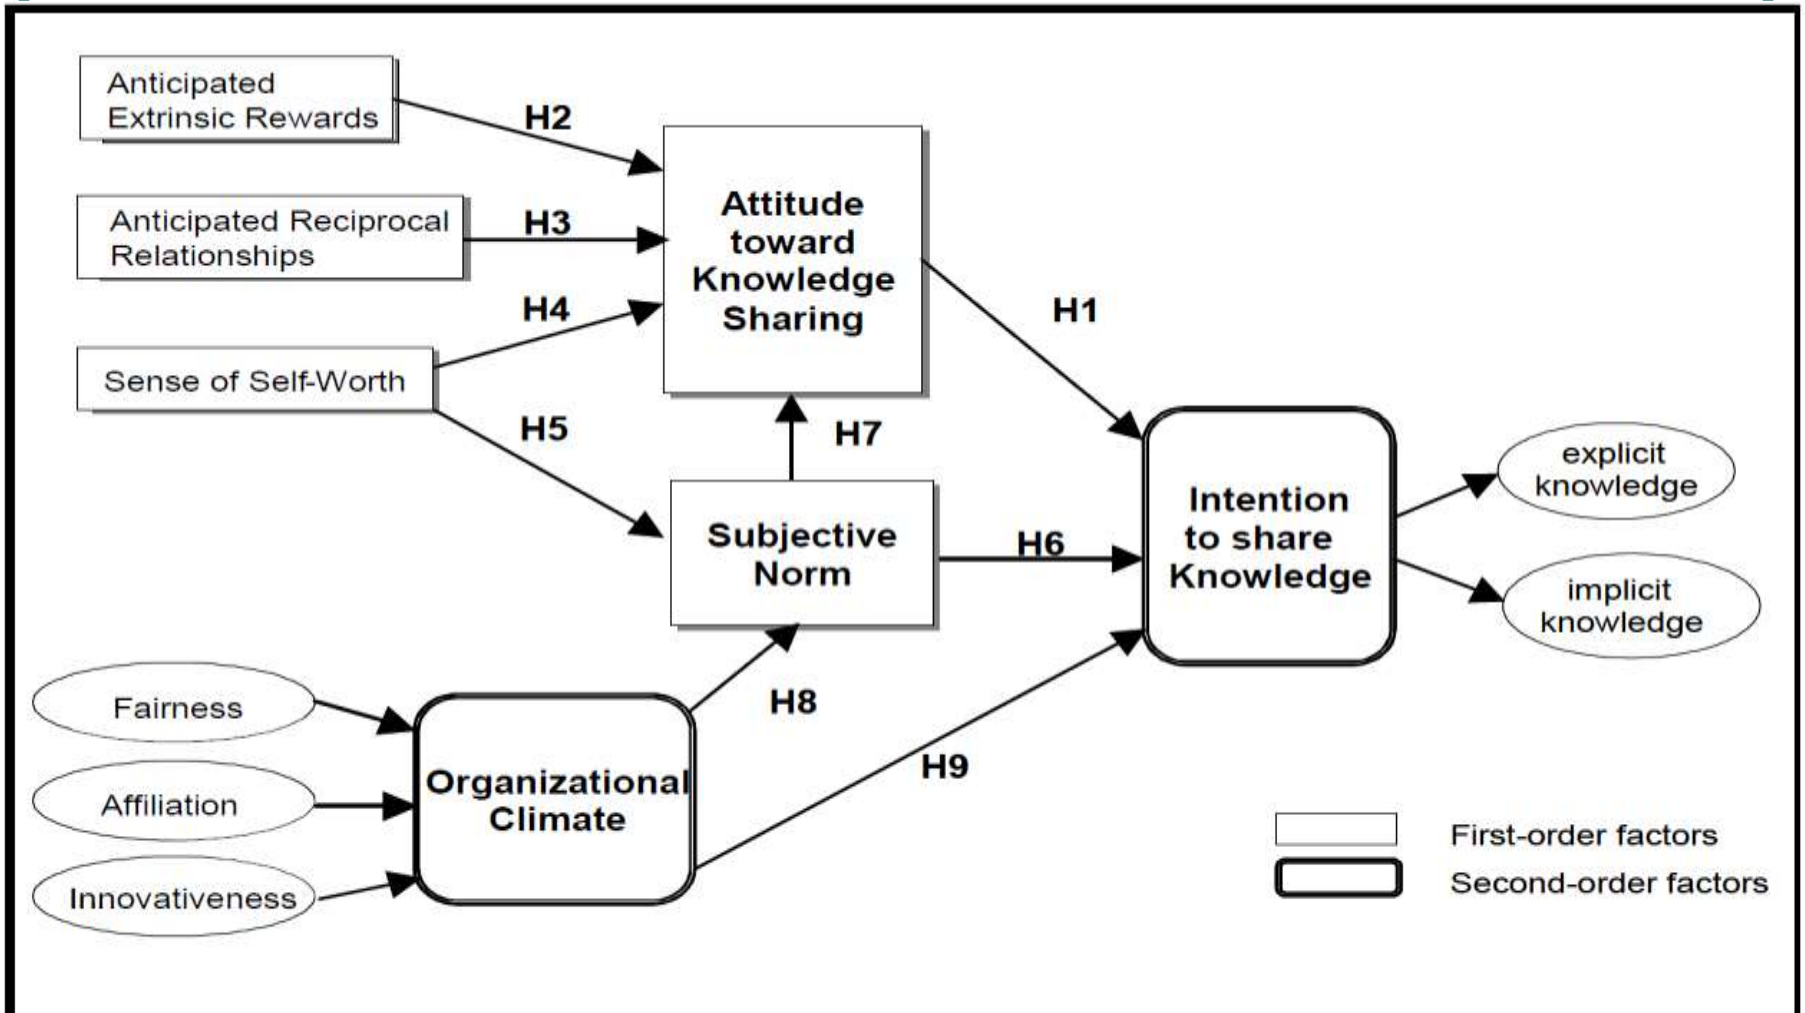 Anticipated
Extrinsic Rewards
H2
Anticipated Reciprocal
Relationships
H3
Attitude
toward
Knowledge
Sharing
H4
H1
Sense of Self-Worth
H5
H7
explicit
knowledge
Intention
to share
Knowledge
Subjective
Norm
H6
implicit
knowledge
Fairness
H8
H9
Affiliation
Organizational
Climate
Innovativeness
First-order factors
Second-order factors